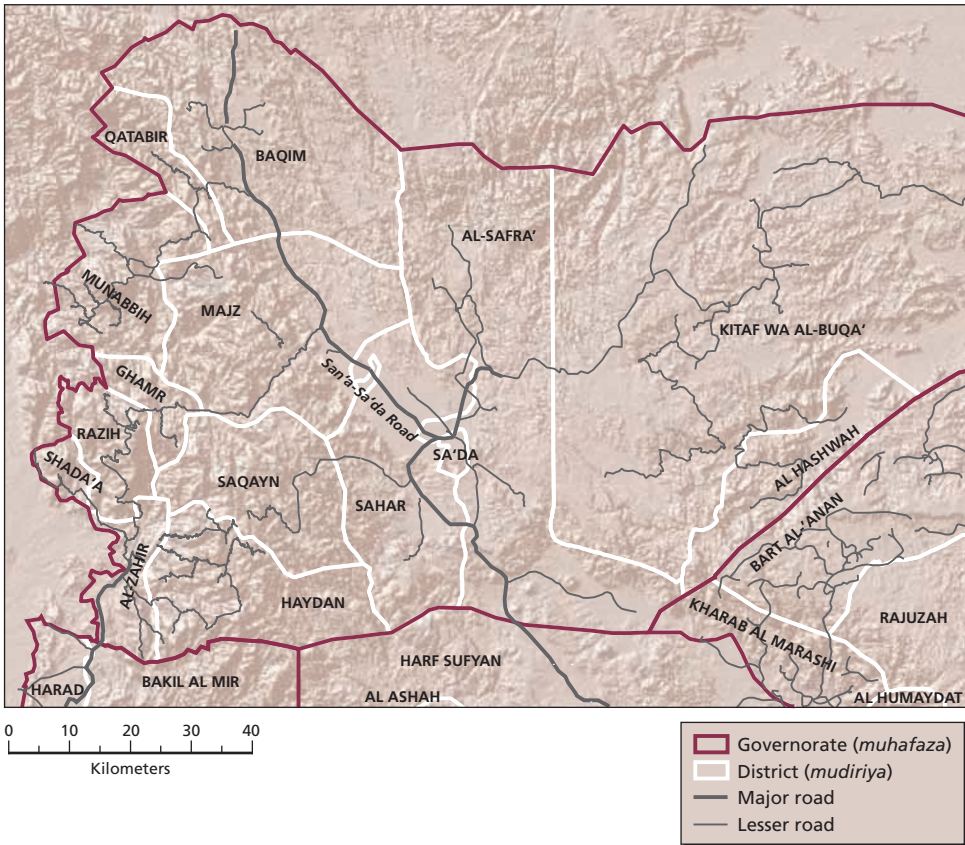 QATABIR
BAQIM
AL-SAFRA'
MUNABBIH
MAJZ
KITAF WA AL-BUQA'
GHAMR
San'a-Sa'da Road
RAZIH
SA'DA
AL HASHWAH
SHADA'A
SAQAYN
SAHAR
BART AL-'ANAN
AL-ZAHIR
HAYDAN
KHARAB AL MARASHI
RAJUZAH
HARF SUFYAN
HARAD
BAKIL AL MIR
AL ASHAH
AL HUMAYDAT
0 10 20 30 40
Kilometers
Governorate (muhafaza)
District (mudiriya)
Major road
Lesser road